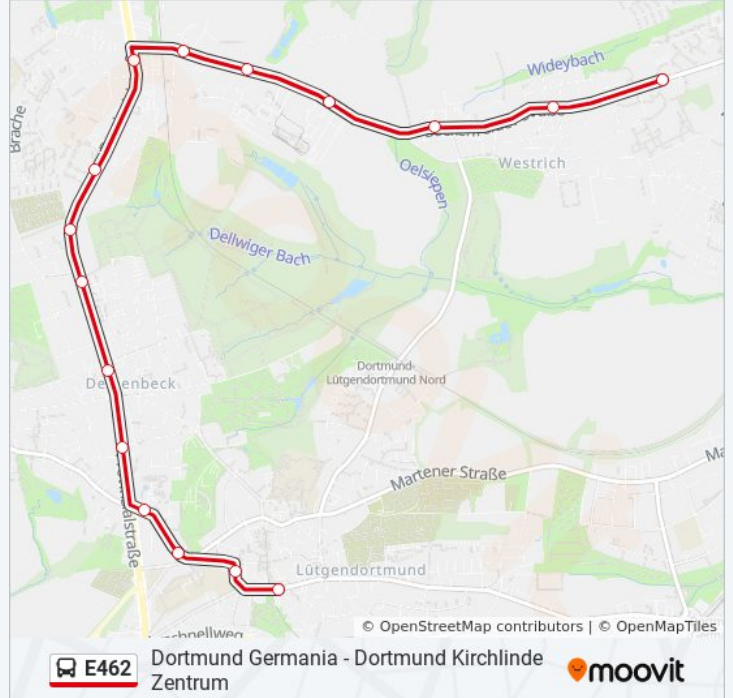 Wideybach
Brache
Westrich
Oelsiepen
Dellwiger Bach
Dortmund-
Lütgendortmund Nord
Martener Straße
Lütgendortmund
© OpenStreetMap contributors | © OpenMapTiles
E462
Dortmund Germania - Dortmund Kirchlinde
Zentrum
moovit